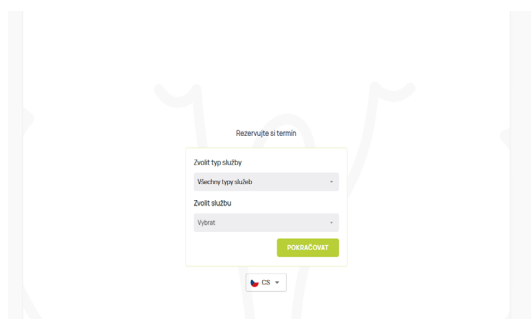 Rezervujte si termín
Zvolit typ služby
Všechny typy služeb
Zvolit službu
Vybrat
POKRAČOVAT
CS